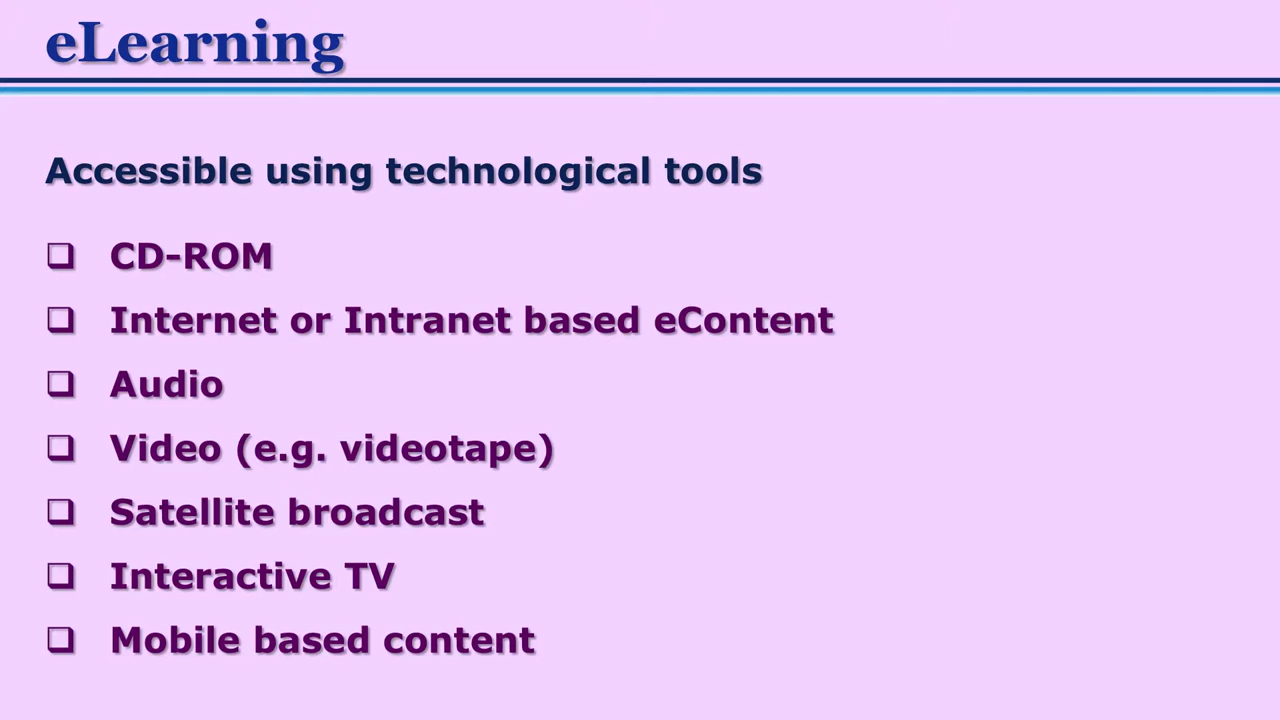 eLearning
Accessible using technological tools
❑ CD-ROM
❑ Internet or Intranet based eContent
❑ Audio
❑ Video (e.g. videotape)
❑ Satellite broadcast
❑ Interactive TV
❑ Mobile based content